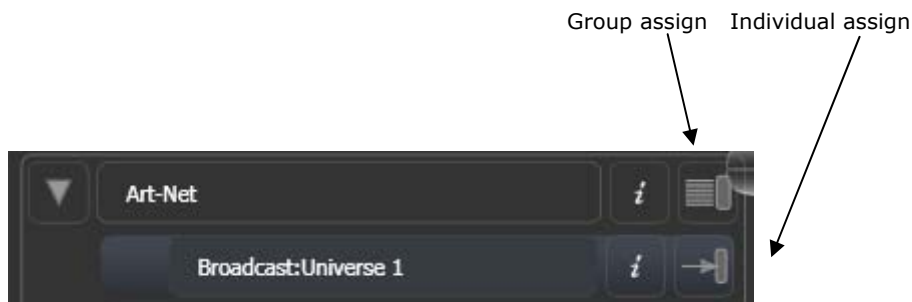 Group assign Individual assign
Art-Net i
Broadcast:Universe 1 i